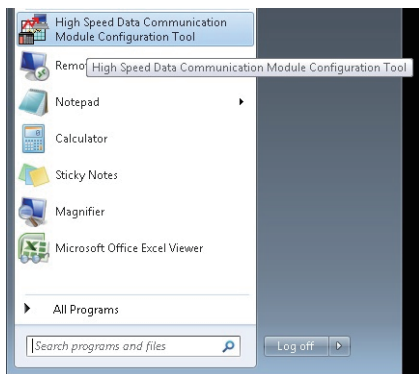 High Speed Data Communication
Module Configuration Tool
Remo
High Speed Data Communication Module Configuration Tool
Notepad
Calculator
Sticky Notes
Magnifier
Microsoft Office Excel Viewer
All Programs
Search programs and files
Log off